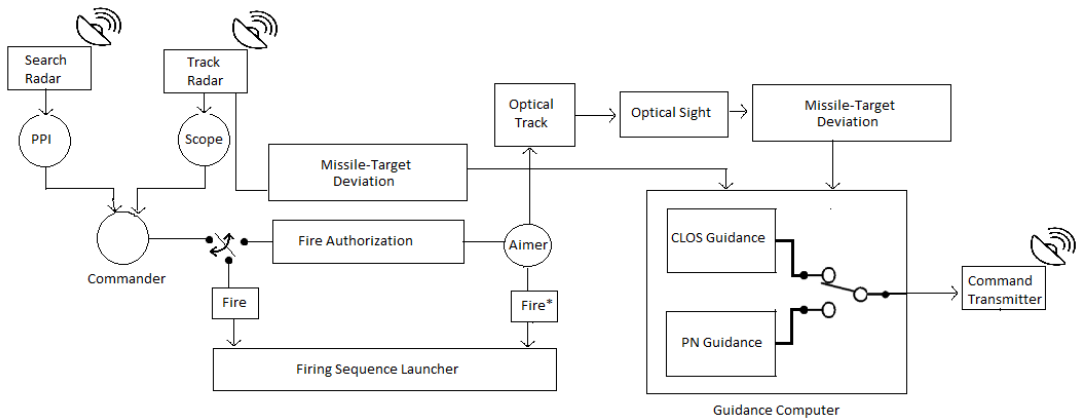 Search
Radar
Track
Radar
PPI
Scope
Optical
Track
Optical Sight
Missile-Target
Deviation
Missile-Target
Deviation
Commander
Fire Authorization
Aimer
CLOS Guidance
Command
Transmitter
Fire
Fire*
PN Guidance
Firing Sequence Launcher
Guidance Computer